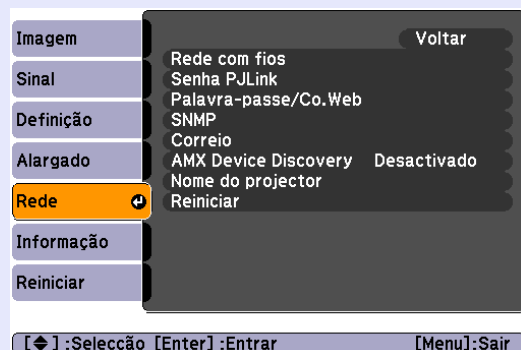 Imagem
Sinal
Definição
Alargado
Rede
Informação
Reiniciar
Voltar
Rede com fios
Senha PJLink
Palavra-passe/Co.Web
SNMP
Correio
AMX Device Discovery Desactivado
Nome do projector
Reiniciar
[◆] :Selecção [Enter] :Entrar [Menu]:Sair